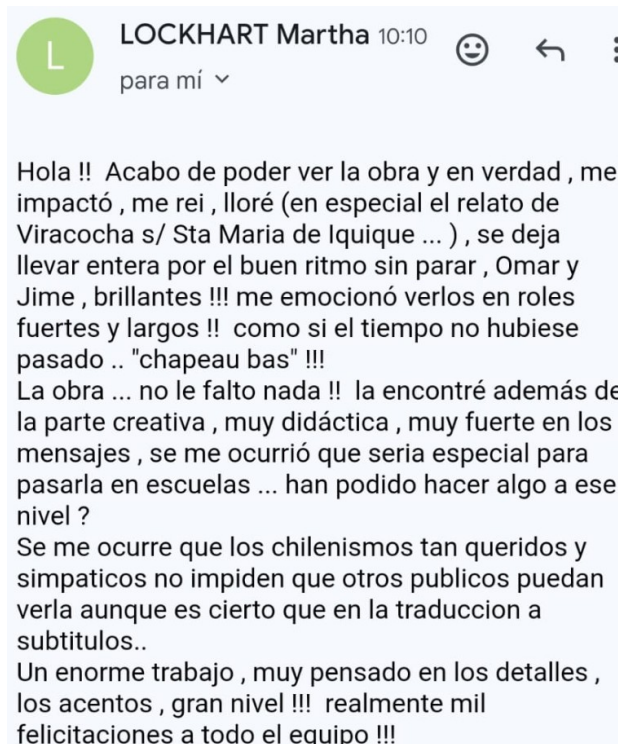 L
LOCKHART Martha 10:10
para mí
Hola !!  Acabo de poder ver la obra y en verdad , me
impactó , me rei , lloré (en especial el relato de
Viracocha s/ Sta Maria de Iquique ... ) , se deja
llevar entera por el buen ritmo sin parar , Omar y
Jime , brillantes !!! me emocionó verlos en roles
fuertes y largos !!  como si el tiempo no hubiese
pasado .. "chapeau bas" !!!
La obra ... no le falto nada !!  la encontré además de
la parte creativa , muy didáctica , muy fuerte en los
mensajes , se me ocurrió que seria especial para
pasarla en escuelas ... han podido hacer algo a ese
nivel ?
Se me ocurre que los chilenismos tan queridos y
simpaticos no impiden que otros publicos puedan
verla aunque es cierto que en la traduccion a
subtitulos..
Un enorme trabajo , muy pensado en los detalles ,
los acentos , gran nivel !!!  realmente mil
felicitaciones a todo el equipo !!!